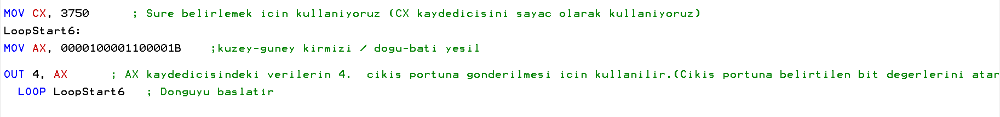 MOV CX, 3750      ; Sure belirlemek icin kullaniyoruz (CX kaydedicisini sayac olarak kullaniyoruz)
LoopStart6:
MOV AX, 0000100001100001B    ;kuzey-guney kirmizi / dogu-bati yesil
OUT 4, AX      ; AX kaydedicisindeki verilerin 4.  cikis portuna gonderilmesi icin kullanilir.(Cikis portuna belirtilen bit degerlerini atar
  LOOP LoopStart6   ; Donguyu baslatir